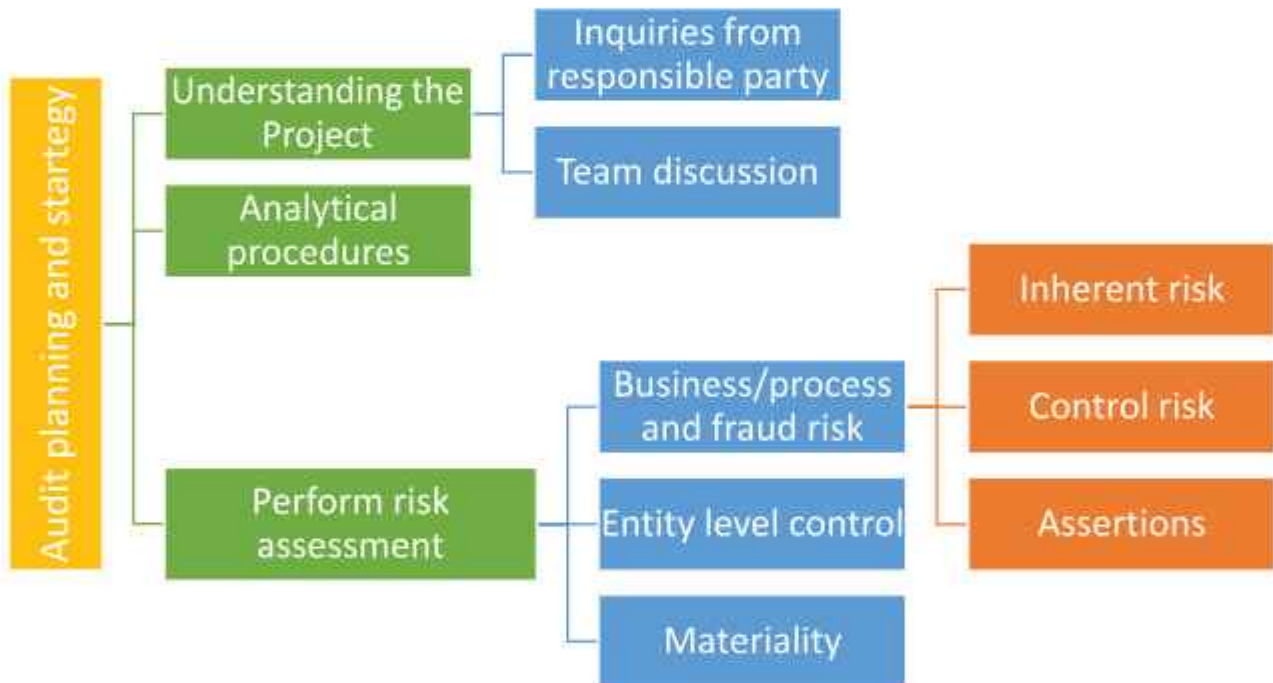 Audit planning and startegy
Understanding the
Project
Inquiries from
responsible party
Team discussion
Analytical
procedures
Perform risk
assessment
Business/process
and fraud risk
Entity level control
Materiality
Inherent risk
Control risk
Assertions